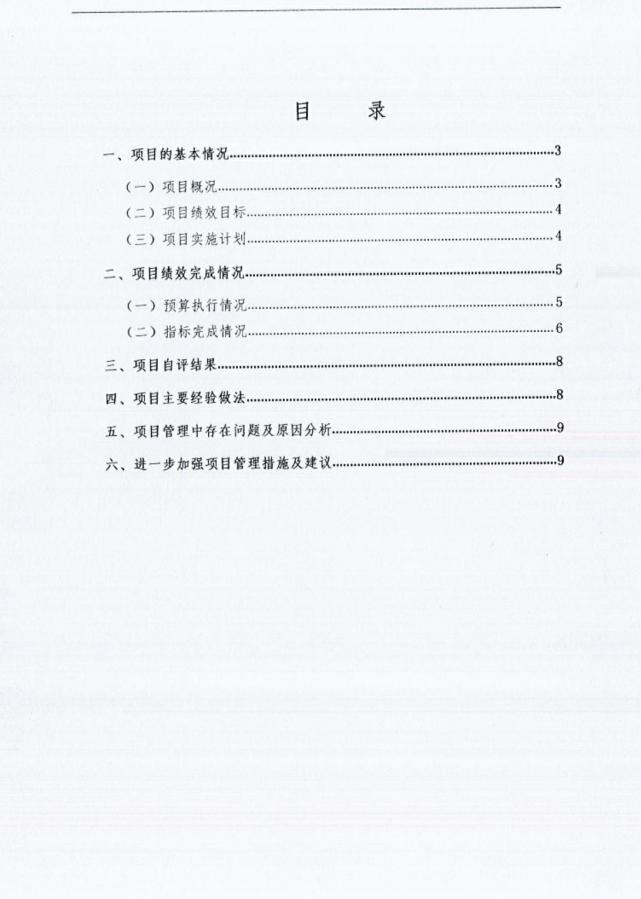 目 录
一、项目的基本情况........................3
（一）项目概况........................3
（二）项目绩效目标........................4
（三）项目实施计划........................4
二、项目绩效完成情况........................5
（一）预算执行情况........................5
（二）指标完成情况........................6
三、项目自评结果........................8
四、项目主要经验做法........................8
五、项目管理中存在问题及原因分析........................9
六、进一步加强项目管理措施及建议........................9